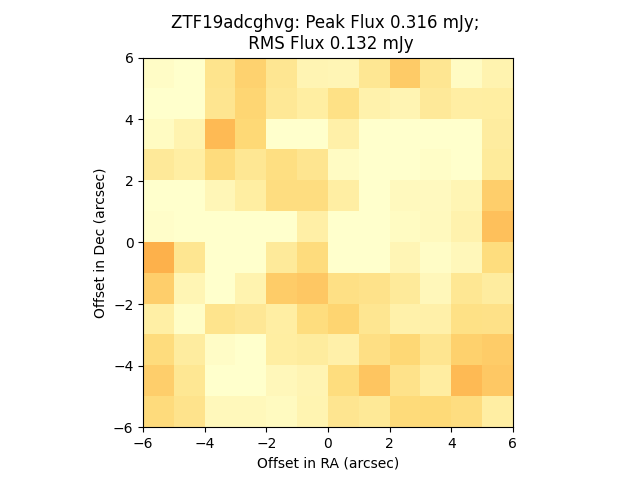 ZTF19adcghvg: Peak Flux 0.316 mJy;
RMS Flux 0.132 mJy
6
4
2
0
−2
−4
−6
Offset in Dec (arcsec)
−6 −4 −2 0 2 4 6
Offset in RA (arcsec)